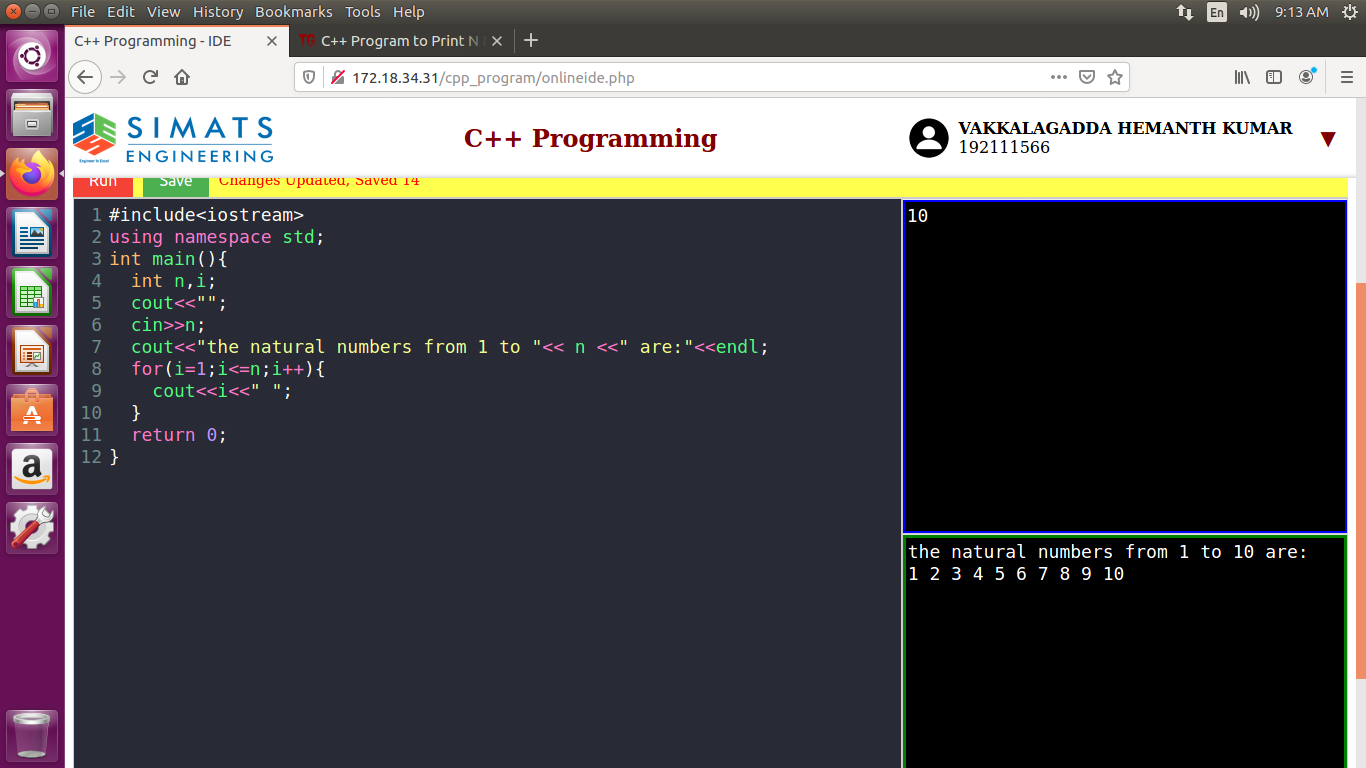 File Edit View History Bookmarks Tools Help
En 9:13 AM
C++ Programming - IDE
TG C++ Program to Print N
172.18.34.31/cpp_program/onlineide.php
SIMATS
ENGINEERING
Engineer to Excel
C++ Programming
VAKKALAGADDA HEMANTH KUMAR
192111566
Run Save Changes Updated, Saved 14
1 #include<iostream>
2 using namespace std;
3 int main(){
4   int n,i;
5   cout<<"";
6   cin>>n;
7   cout<<"the natural numbers from 1 to "<< n <<" are:"<<endl;
8   for(i=1;i<=n;i++){
9     cout<<i<<" ";
10   }
11   return 0;
12 }
10
the natural numbers from 1 to 10 are:
1 2 3 4 5 6 7 8 9 10